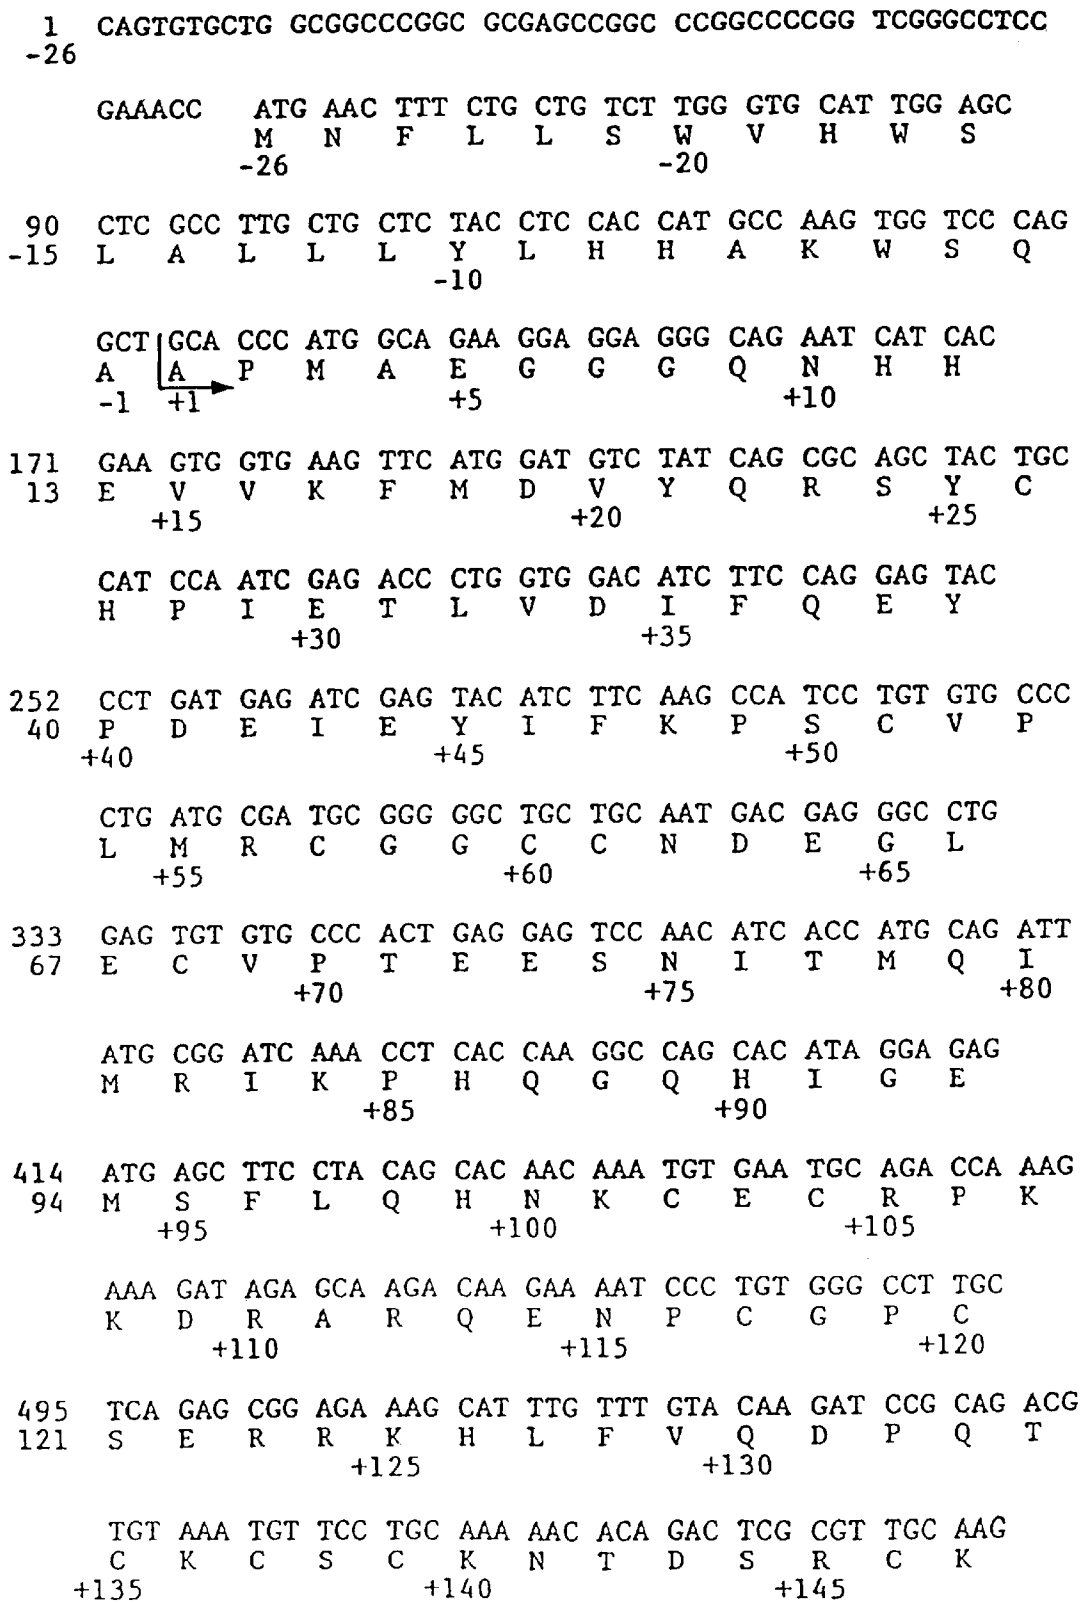 1 CAGTGTGCTG GCGGCCCGGC GCGAGCCGGC CCGGCCCCGG TCGGGCCTCC
-26
GAAACC ATG AAC TTT CTG CTG TCT TGG GTG CAT TGG AGC
M N F L L S W V H W S
-26 -20
90 CTC GCC TTG CTG CTC TAC CTC CAC CAT GCC AAG TGG TCC CAG
-15 L A L L L Y L H H A K W S Q
-10
GCT GCA CCC ATG GCA GAA GGA GGA GGG CAG AAT CAT CAC
A A P M A E G G G Q N H H
-1 +1 +5 +10
171 GAA GTG GTG AAG TTC ATG GAT GTC TAT CAG CGC AGC TAC TGC
13 E V V K F M D V Y Q R S Y C
+15 +20 +25
CAT CCA ATC GAG ACC CTG GTG GAC ATC TTC CAG GAG TAC
H P I E T L V D I F Q E Y
+30 +35
252 CCT GAT GAG ATC GAG TAC ATC TTC AAG CCA TCC TGT GTG CCC
40 P D E I E Y I F K P S C V P
+40 +45 +50
CTG ATG CGA TGC GGG GGC TGC TGC AAT GAC GAG GGC CTG
L M R C G G C C N D E G L
+55 +60 +65
333 GAG TGT GTG CCC ACT GAG GAG TCC AAC ATC ACC ATG CAG ATT
67 E C V P T E E S N I T M Q I
+70 +75 +80
ATG CGG ATC AAA CCT CAC CAA GGC CAG CAC ATA GGA GAG
M R I K P H Q G Q H I G E
+85 +90
414 ATG AGC TTC CTA CAG CAC AAC AAA TGT GAA TGC AGA CCA AAG
94 M S F L Q H N K C E C R P K
+95 +100 +105
AAA GAT AGA GCA AGA CAA GAA AAT CCC TGT GGG CCT TGC
K D R A R Q E N P C G P C
+110 +115 +120
495 TCA GAG CGG AGA AAG CAT TTG TTT GTA CAA GAT CCG CAG ACG
121 S E R R K H L F V Q D P Q T
+125 +130
TGT AAA TGT TCC TGC AAA AAC ACA GAC TCG CGT TGC AAG
C K C S C K N T D S R C K
+135 +140 +145